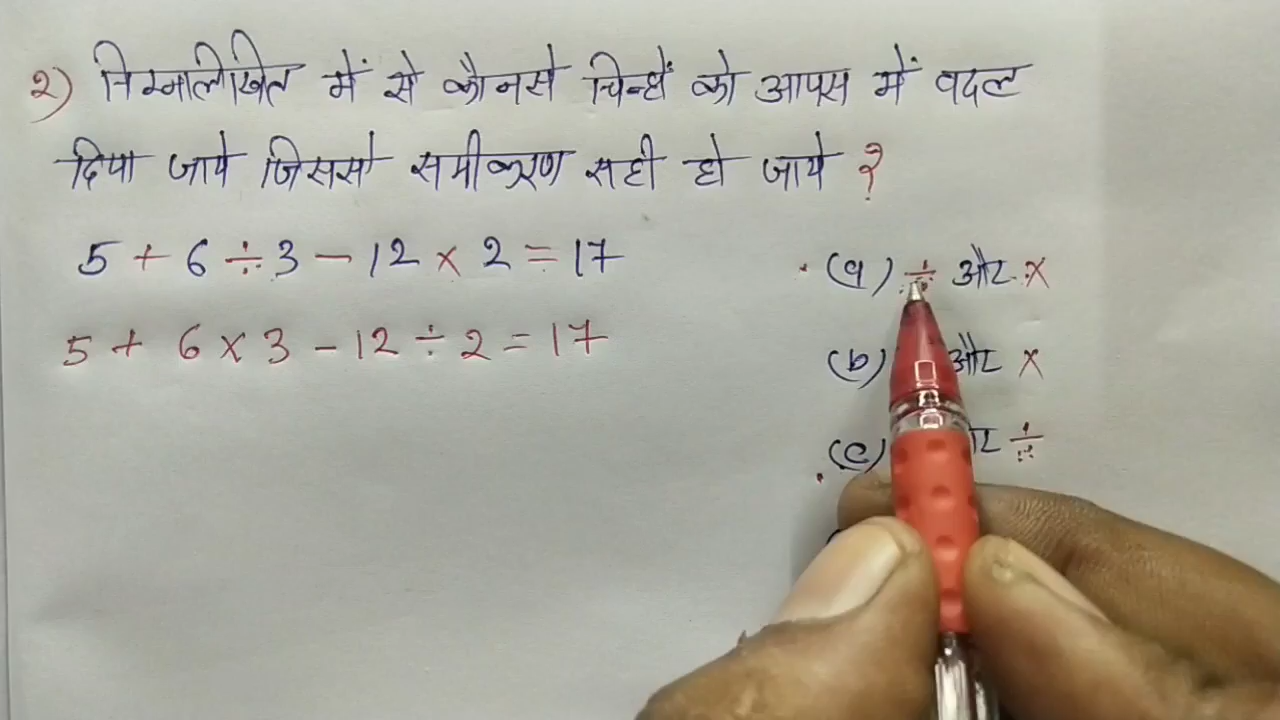 २) निम्नलिखित में से कौनसे चिन्हों को आपस में बदल
दिया जाये जिससे समीकरण सही हो जाये ?
5 + 6 ÷ 3 - 12 × 2 = 17
5 + 6 × 3 - 12 ÷ 2 = 17
(a) ÷ और ×
(b) और ×
(c) ÷